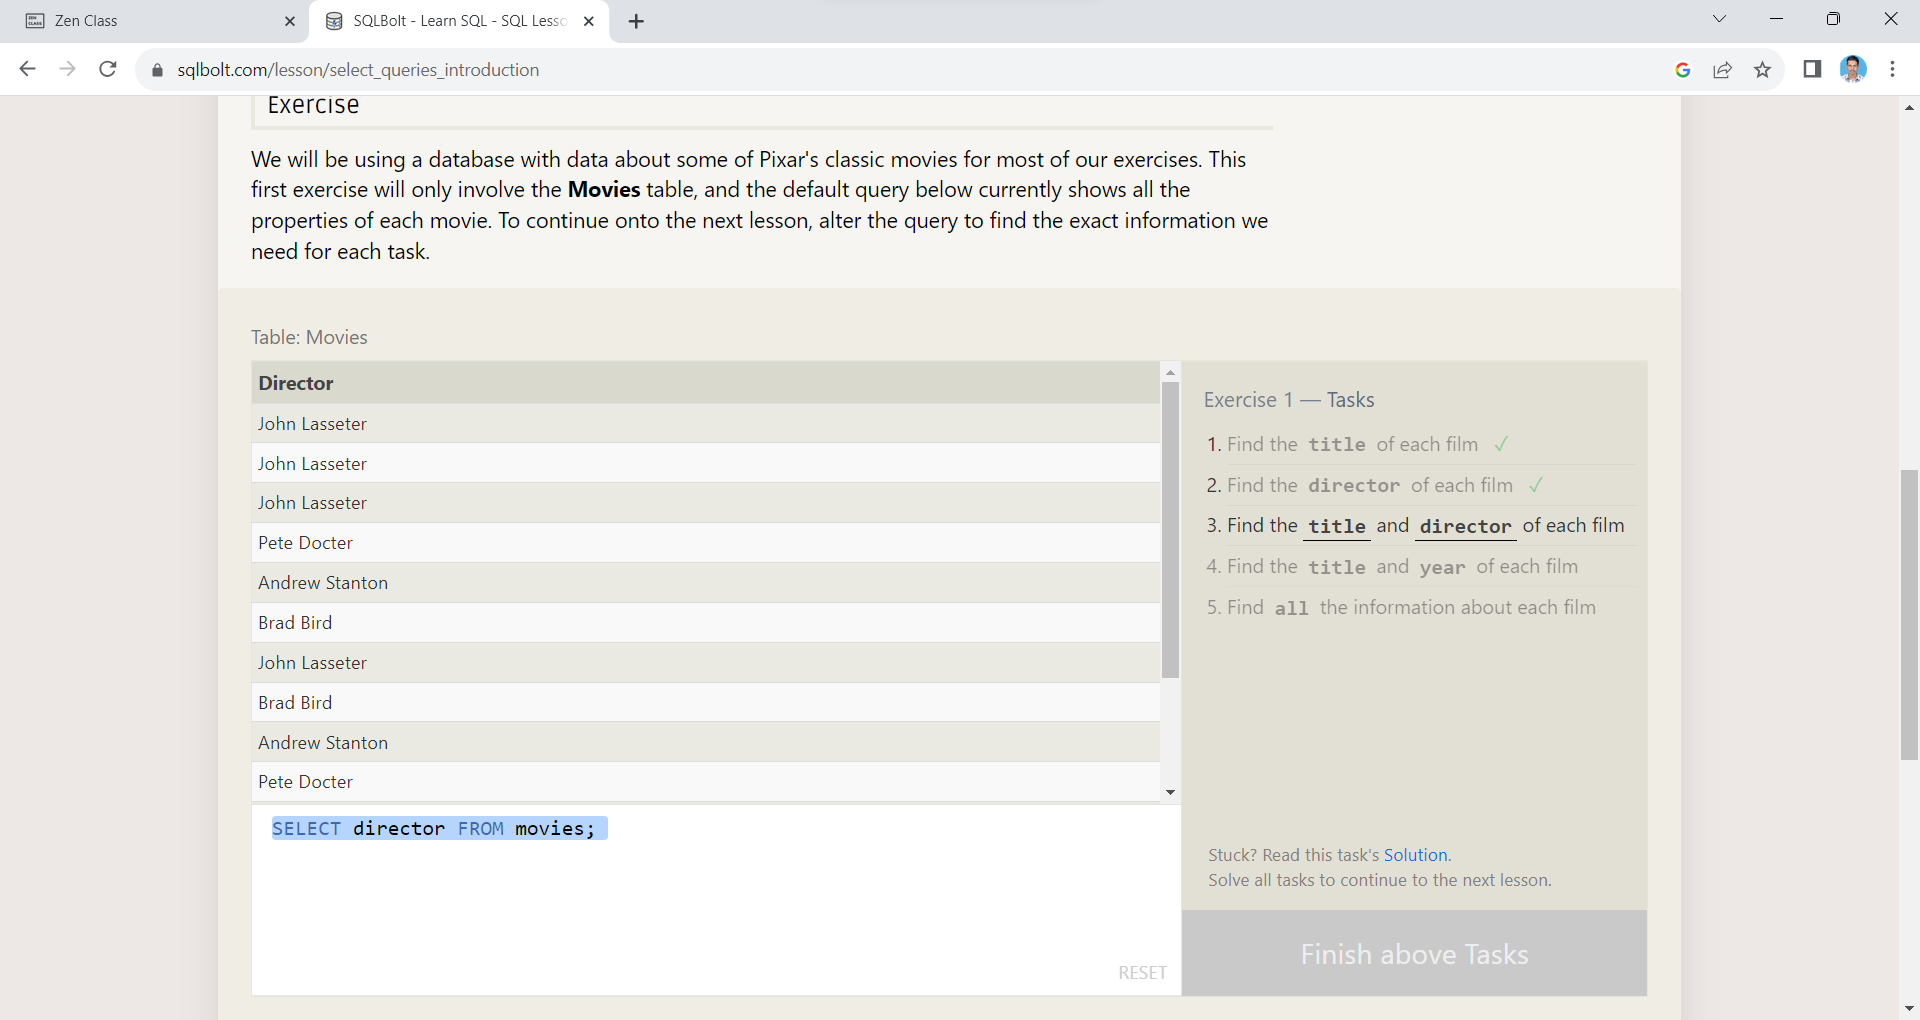 Zen Class
SQLBolt - Learn SQL - SQL Lesso
sqlbolt.com/lesson/select_queries_introduction
Exercise
We will be using a database with data about some of Pixar's classic movies for most of our exercises. This
first exercise will only involve the Movies table, and the default query below currently shows all the
properties of each movie. To continue onto the next lesson, alter the query to find the exact information we
need for each task.
Table: Movies
Director
John Lasseter
John Lasseter
John Lasseter
Pete Docter
Andrew Stanton
Brad Bird
John Lasseter
Brad Bird
Andrew Stanton
Pete Docter
SELECT director FROM movies;
RESET
Exercise 1 — Tasks
1. Find the title of each film ✓
2. Find the director of each film ✓
3. Find the title and director of each film
4. Find the title and year of each film
5. Find all the information about each film
Stuck? Read this task's Solution.
Solve all tasks to continue to the next lesson.
Finish above Tasks